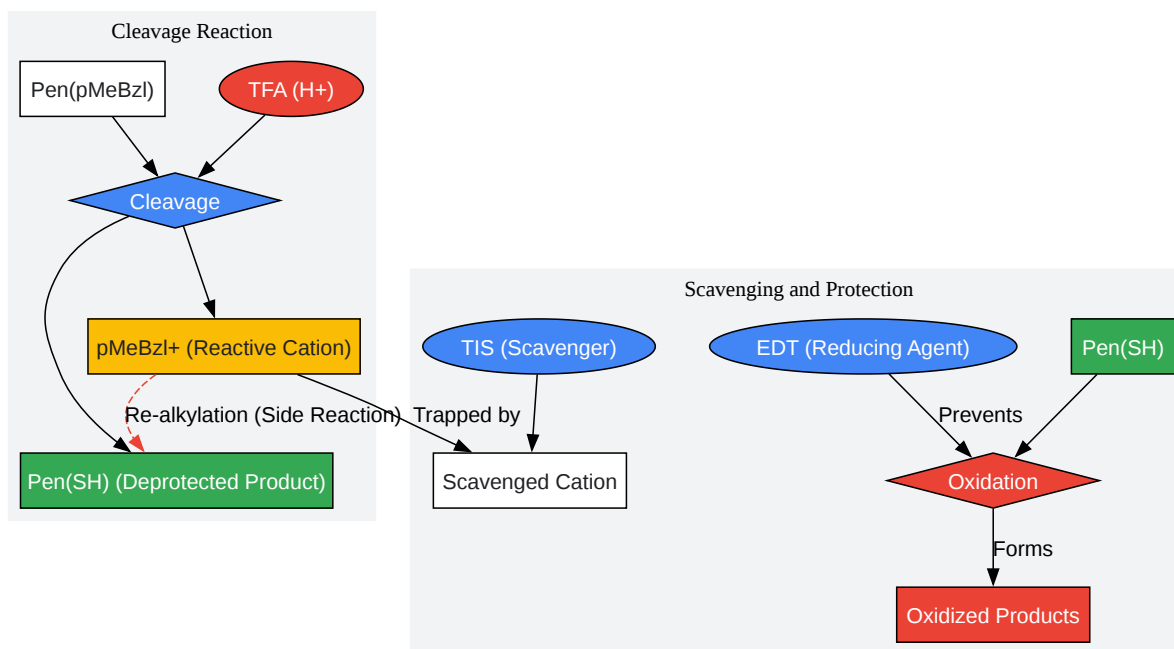 Cleavage Reaction
Pen(pMeBzl)
TFA (H+)
Cleavage
Scavenging and Protection
pMeBzl+ (Reactive Cation)
TIS (Scavenger)
EDT (Reducing Agent)
Pen(SH)
Re-alkylation (Side Reaction)
Trapped by
Prevents
Pen(SH) (Deprotected Product)
Scavenged Cation
Oxidation
Forms
Oxidized Products